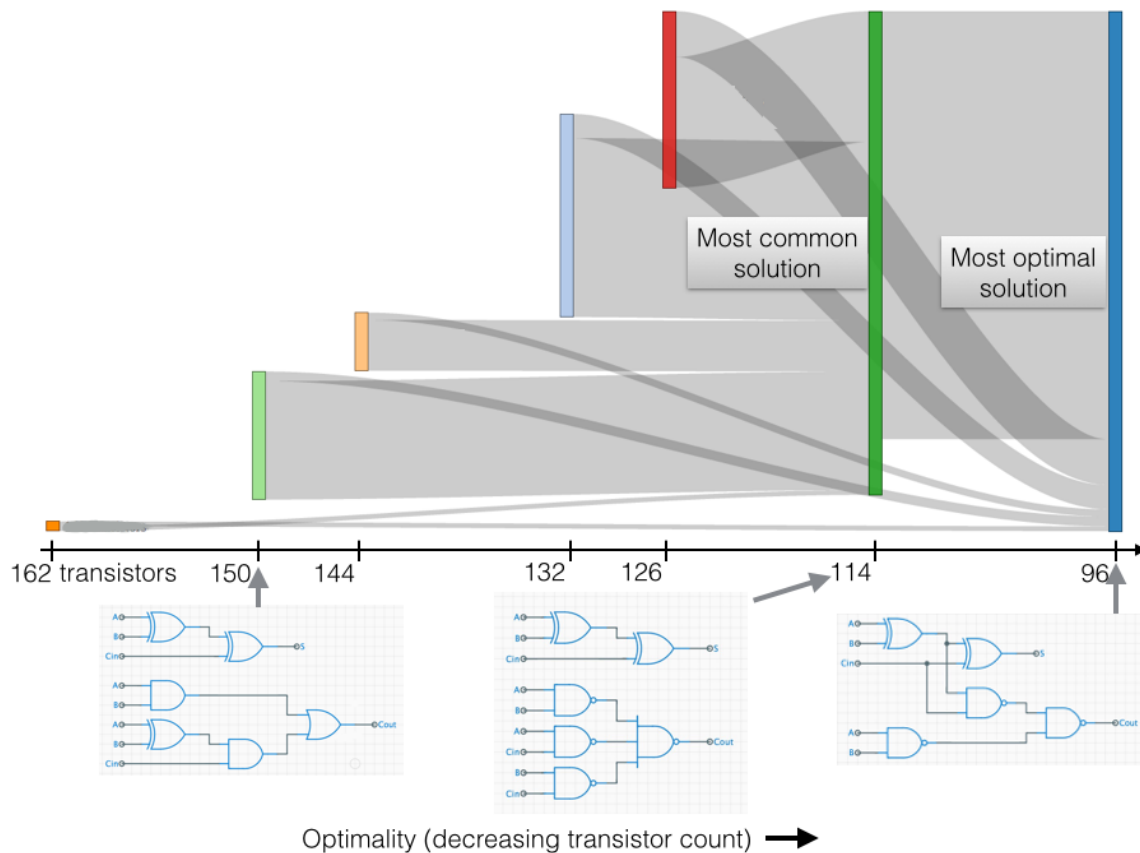 Most common
solution
Most optimal
solution
162 transistors 150 144 132 126 114 96
A
B
Cin
S
A
B
A
B
Cin
Cout
A
B
Cin
S
A
B
A
Cin
B
Cin
Cout
A
B
Cin
S
A
B
Cout
Optimality (decreasing transistor count)